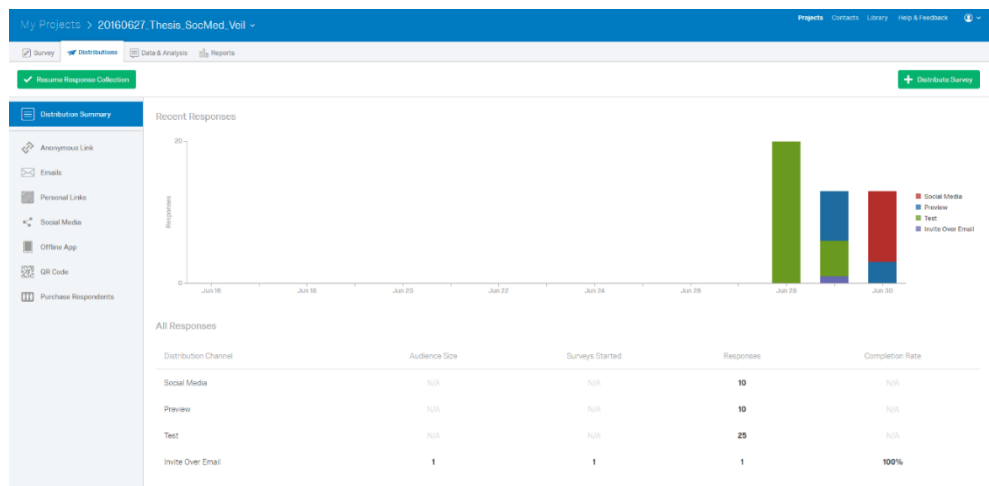 My Projects > 20160627_Thesis_SocMed_Veil
Projects Contacts Library Help & Feedback
Survey Distributions Data & Analysis Reports
Resume Response Collection
Distribute Survey
Distribution Summary
Anonymous Link
Emails
Personal Links
Social Media
Offline App
QR Code
Purchase Respondents
Recent Responses
20
Responses
0
Jun 16 Jun 18 Jun 20 Jun 22 Jun 24 Jun 26 Jun 28 Jun 30
Social Media
Preview
Test
Invite Over Email
All Responses
Distribution Channel Audience Size Surveys Started Responses Completion Rate
Social Media N/A N/A 10 N/A
Preview N/A N/A 10 N/A
Test N/A N/A 25 N/A
Invite Over Email 1 1 1 100%